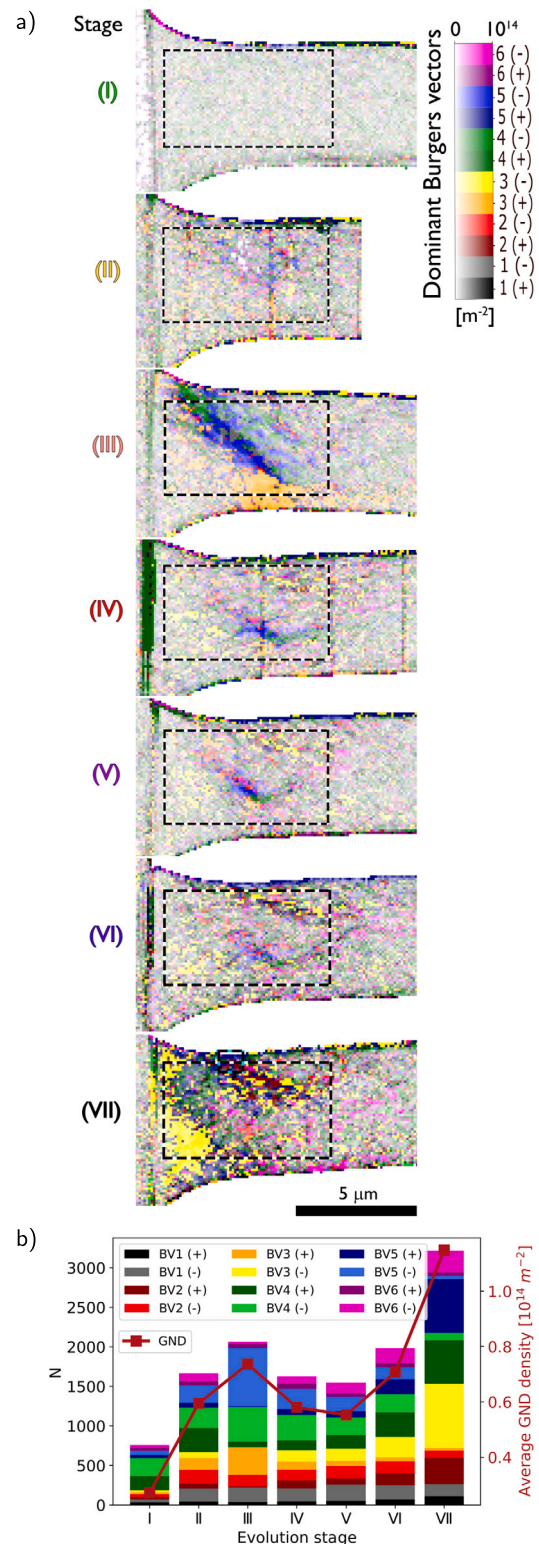 a)
Stage
(I)
(II)
(III)
(IV)
(V)
(VI)
(VII)
Dominant Burgers vectors
0 10¹⁴
6 (-)
6 (+)
5 (-)
5 (+)
4 (-)
4 (+)
3 (-)
3 (+)
2 (-)
2 (+)
1 (-)
1 (+)
[m⁻²]
5 μm
b)
BV1 (+)
BV1 (-)
BV2 (+)
BV2 (-)
BV3 (+)
BV3 (-)
BV4 (+)
BV4 (-)
BV5 (+)
BV5 (-)
BV6 (+)
BV6 (-)
GND
N
3000
2500
2000
1500
1000
500
0
I II III IV V VI VII
Evolution stage
1.0
0.8
0.6
0.4
Average GND density [10¹⁴ m⁻²]